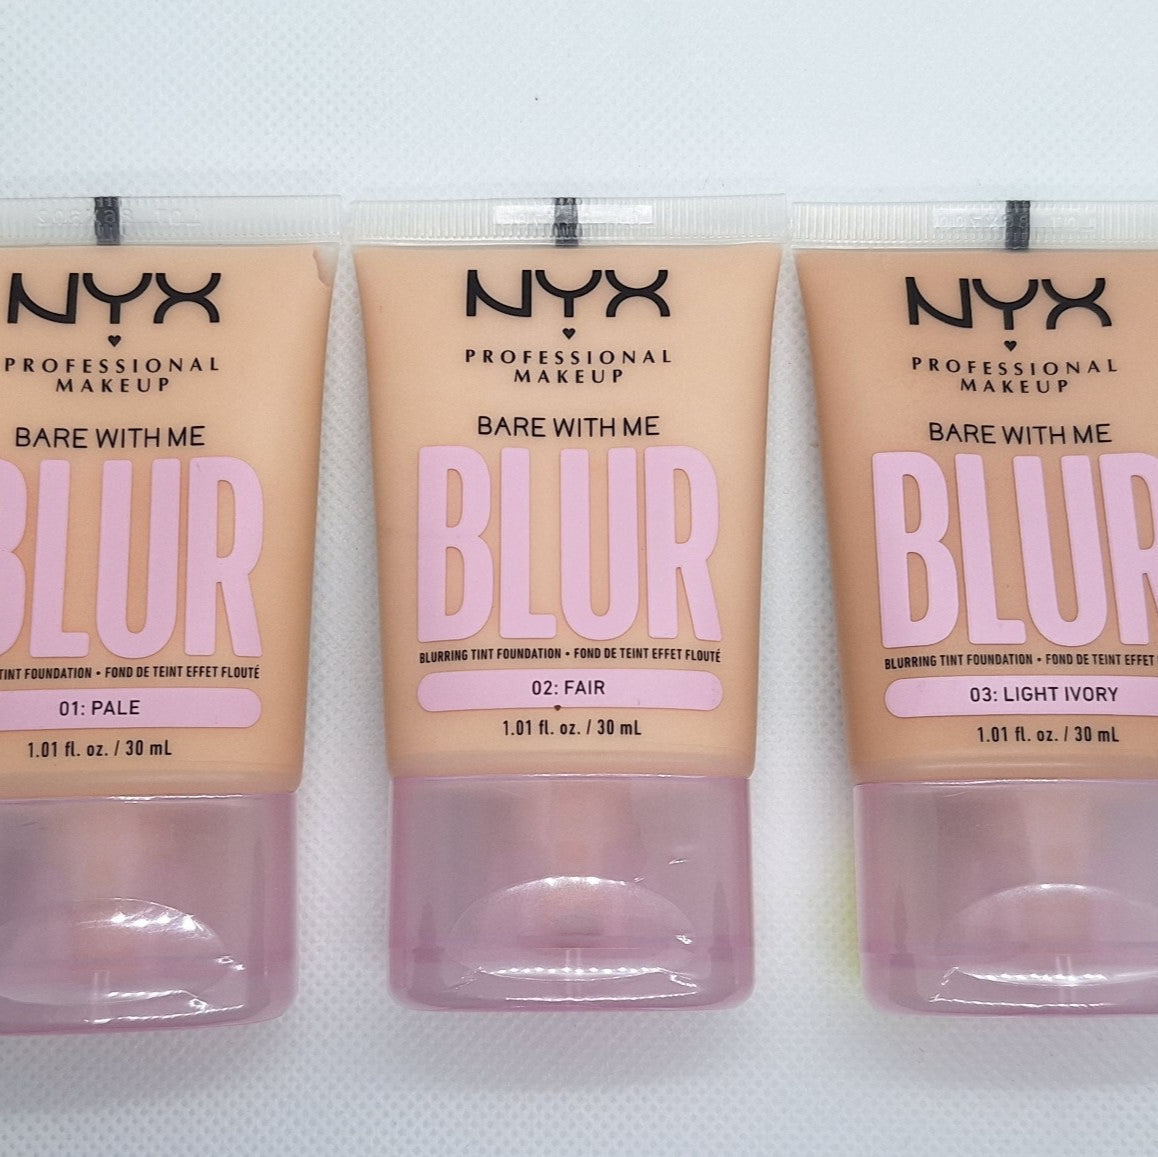 NYX
PROFESSIONAL
MAKEUP
BARE WITH ME
BLUR
TINT FOUNDATION • FOND DE TEINT EFFET FLOUTÉ
01: PALE
1.01 fl. oz. / 30 mL
NYX
PROFESSIONAL
MAKEUP
BARE WITH ME
BLUR
BLURRING TINT FOUNDATION • FOND DE TEINT EFFET FLOUTÉ
02: FAIR
1.01 fl. oz. / 30 mL
NYX
PROFESSIONAL
MAKEUP
BARE WITH ME
BLUR
BLURRING TINT FOUNDATION • FOND DE TEINT EFFET
03: LIGHT IVORY
1.01 fl. oz. / 30 mL